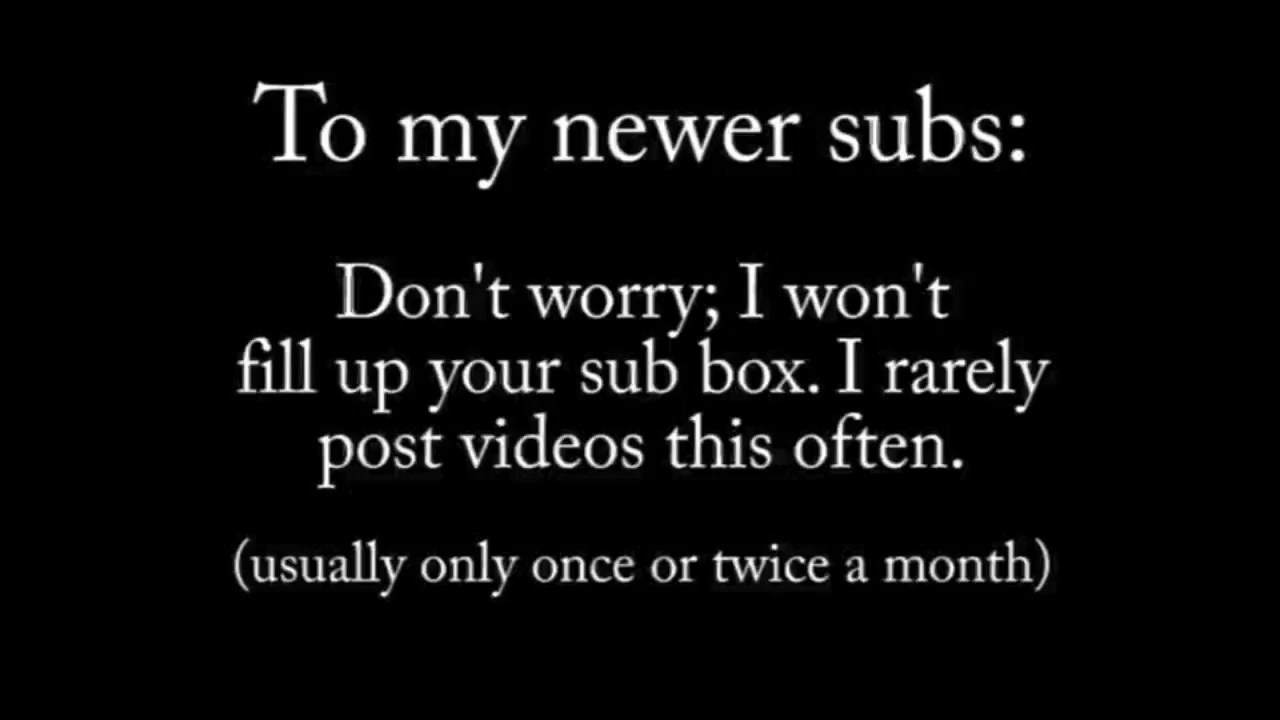 To my newer subs:
Don't worry; I won't
fill up your sub box. I rarely
post videos this often.
(usually only once or twice a month)